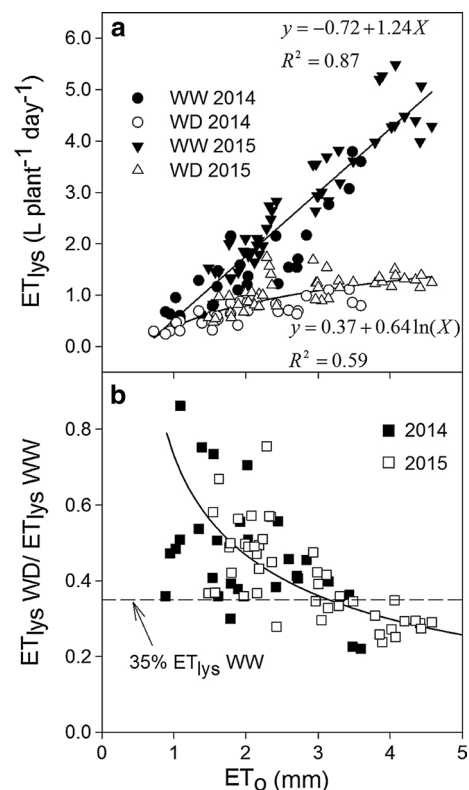 a
y = −0.72 + 1.24X
R² = 0.87
WW 2014
WD 2014
WW 2015
WD 2015
ETlys (L plant⁻¹ day⁻¹)
6.0
5.0
4.0
3.0
2.0
1.0
0.0
y = 0.37 + 0.641ln(X)
R² = 0.59
b
2014
2015
ETlys WD/ ETlys WW
0.8
0.6
0.4
0.2
0.0
35% ETlys WW
0 1 2 3 4 5
ETo (mm)